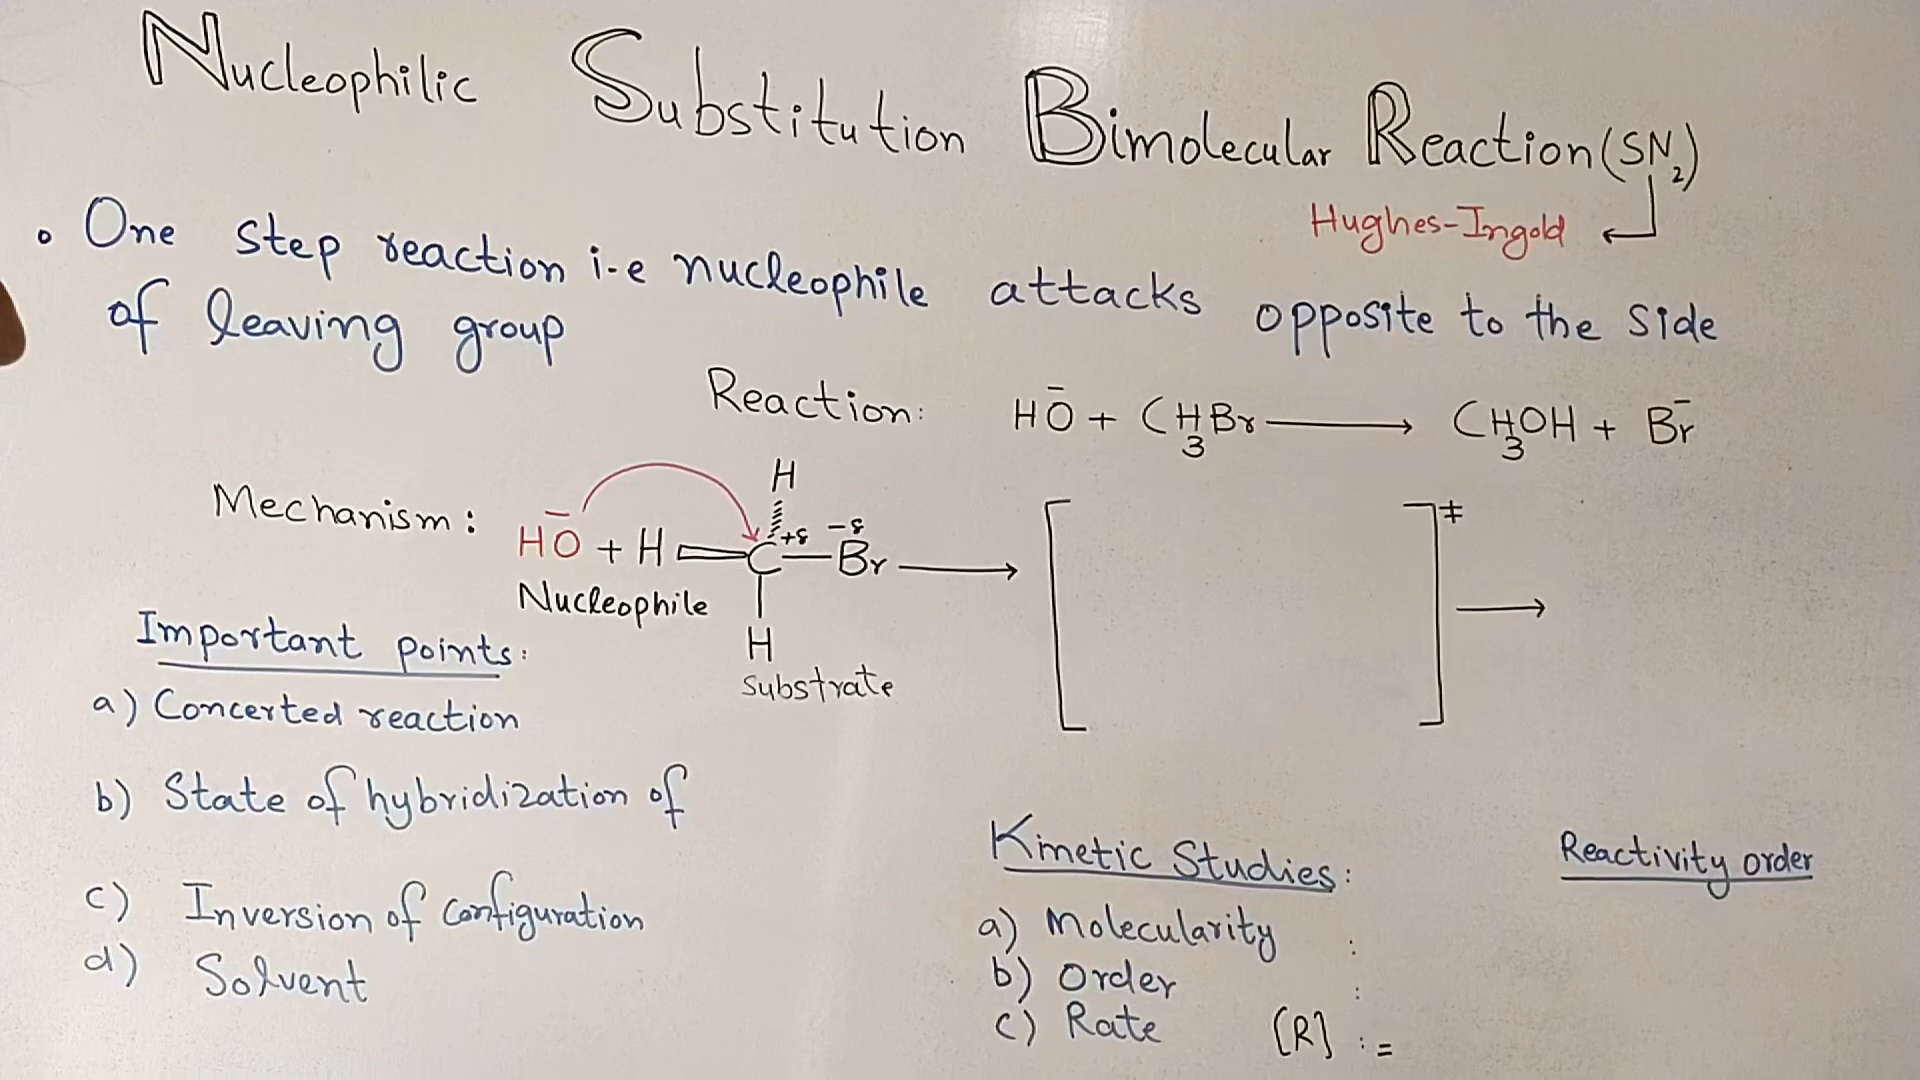 Nucleophilic Substitution Bimolecular Reaction (SN2)
Hughes-Ingold
• One step reaction i-e nucleophile attacks opposite to the side
of leaving group
Reaction: HŌ + CH3Br ⟶ CH3OH + Br⁻
Mechanism: HŌ + H C +δ −δ Br ⟶ [ ]‡ ⟶
H
H
Nucleophile
Substrate
Important points:
a) Concerted reaction
b) State of hybridization of
c) Inversion of configuration
d) Solvent
Kinetic Studies:
a) Molecularity :
b) Order :
c) Rate [R] : =
Reactivity order